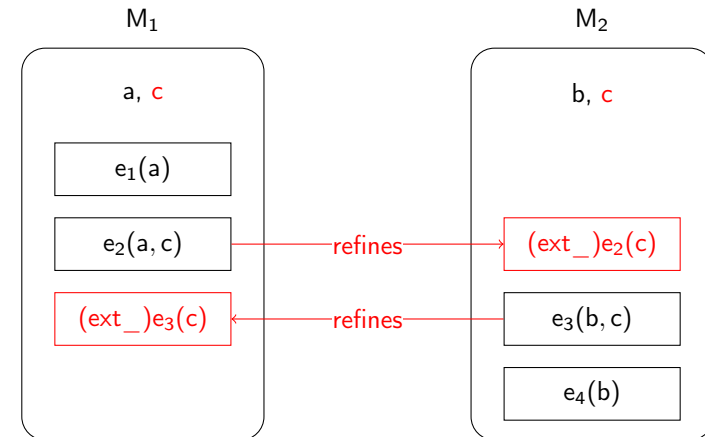 M₁
a, c
e₁(a)
e₂(a, c)
(ext_)e₃(c)
refines
refines
M₂
b, c
(ext_)e₂(c)
e₃(b, c)
e₄(b)